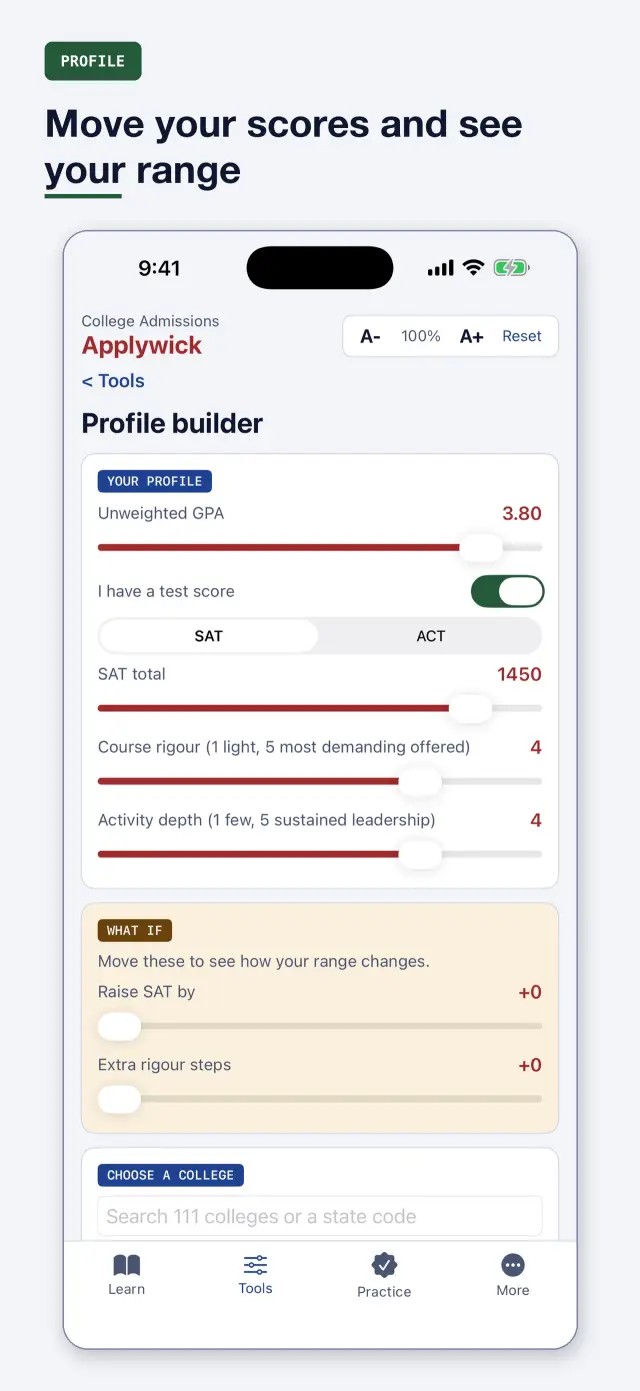 PROFILE
Move your scores and see
your range
9:41
College Admissions
Applywick
A- 100% A+ Reset
< Tools
Profile builder
YOUR PROFILE
Unweighted GPA 3.80
I have a test score
SAT ACT
SAT total 1450
Course rigour (1 light, 5 most demanding offered) 4
Activity depth (1 few, 5 sustained leadership) 4
WHAT IF
Move these to see how your range changes.
Raise SAT by +0
Extra rigour steps +0
CHOOSE A COLLEGE
Search 111 colleges or a state code
Learn Tools Practice More